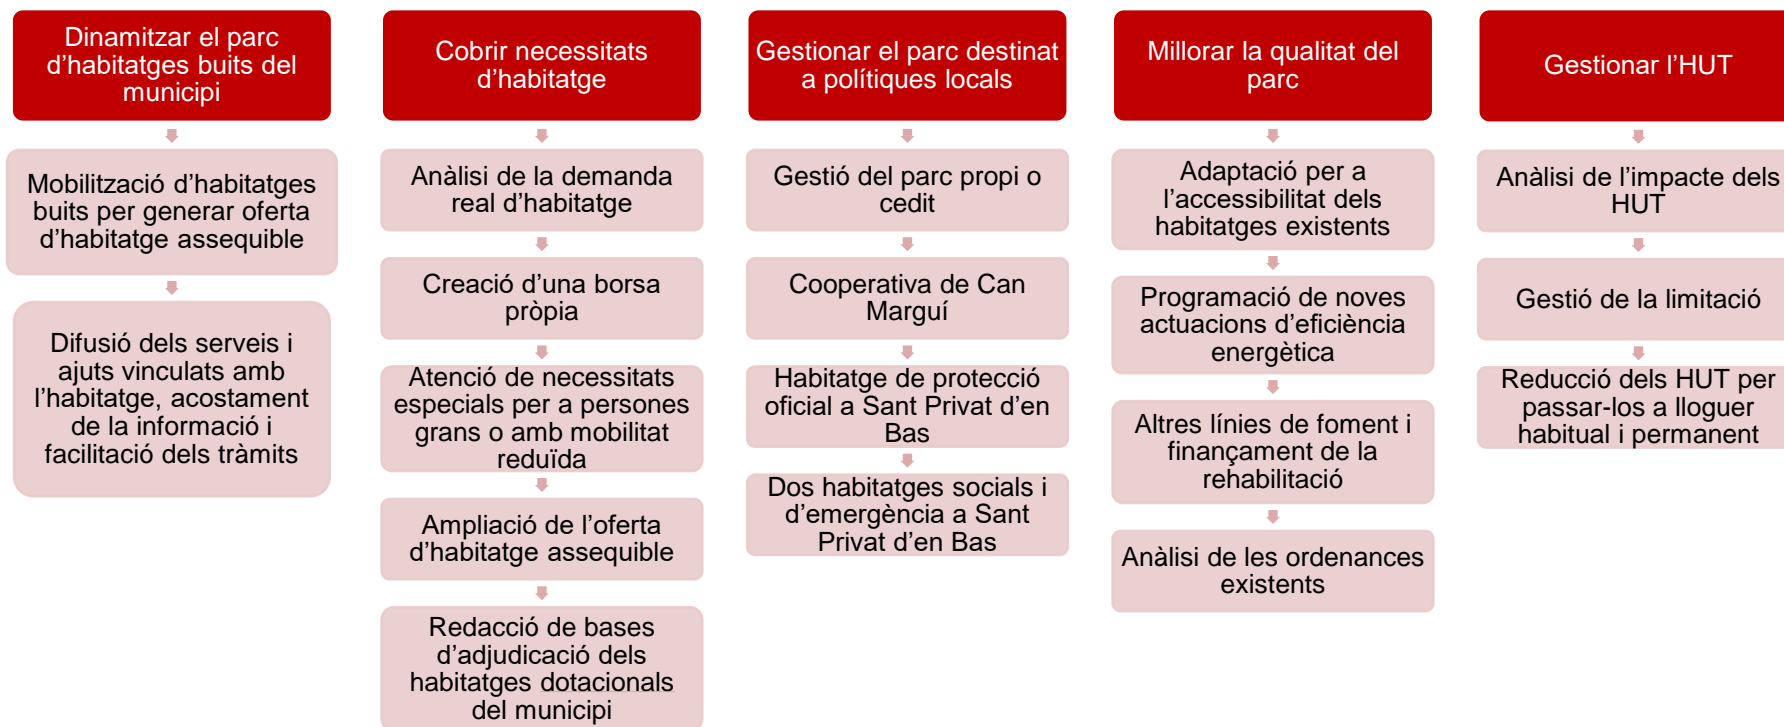 Dinamitzar el parc
d’habitatges buits del
municipi
Mobilització d’habitatges
buits per generar oferta
d’habitatge assequible
Difusió dels serveis i
ajuts vinculats amb
l’habitatge, acostament
de la informació i
facilitació dels tràmits
Cobrir necessitats
d’habitatge
Anàlisi de la demanda
real d’habitatge
Creació d’una borsa
pròpia
Atenció de necessitats
especials per a persones
grans o amb mobilitat
reduïda
Ampliació de l’oferta
d’habitatge assequible
Redacció de bases
d’adjudicació dels
habitatges dotacionals
del municipi
Gestionar el parc destinat
a polítiques locals
Gestió del parc propi o
cedit
Cooperativa de Can
Marguí
Habitatge de protecció
oficial a Sant Privat d’en
Bas
Dos habitatges socials i
d’emergència a Sant
Privat d’en Bas
Millorar la qualitat del
parc
Adaptació per a
l’accessibilitat dels
habitatges existents
Programació de noves
actuacions d’eficiència
energètica
Altres línies de foment i
finançament de la
rehabilitació
Anàlisi de les ordenances
existents
Gestionar l’HUT
Anàlisi de l’impacte dels
HUT
Gestió de la limitació
Reducció dels HUT per
passar-los a lloguer
habitual i permanent